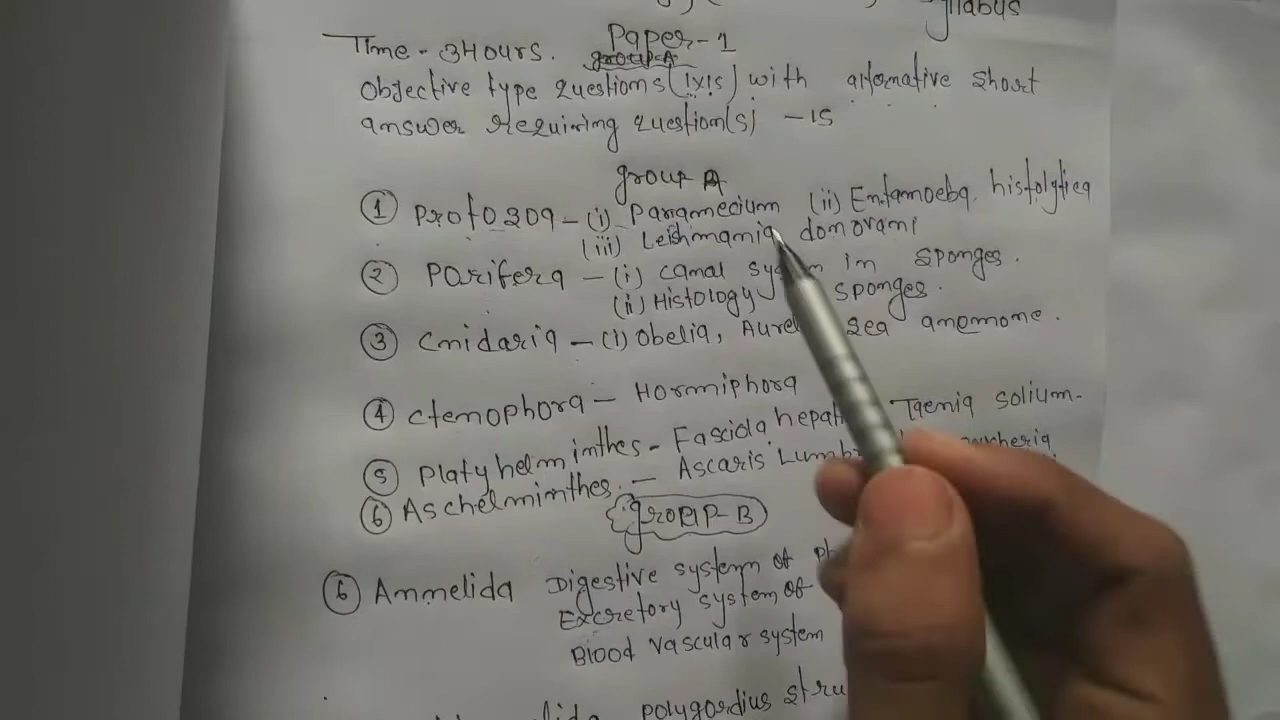 Syllabus
Paper-1
Time - 3Hours.
group-A
objective type questions (1x15) with alternative short
answer requiring question(s) - 15
group A
① Protozoa - (i) Paramecium (ii) Entamoeba histolytica
(iii) Leishmania donovani
② Parifera - (i) canal system in sponges.
(ii) Histology sponges.
③ Cnidaria - (i) Obelia, Aurel sea anemone.
④ ctenophora - Hormiphora
⑤ Platyhelminthes - Fasciola hepat Taenia solium.
⑥ Aschelminthes. - Ascaris Lumb
group-B
⑥ Annelida Digestive system of Ph
Excretory system of
Blood vascular system
polygordius stru